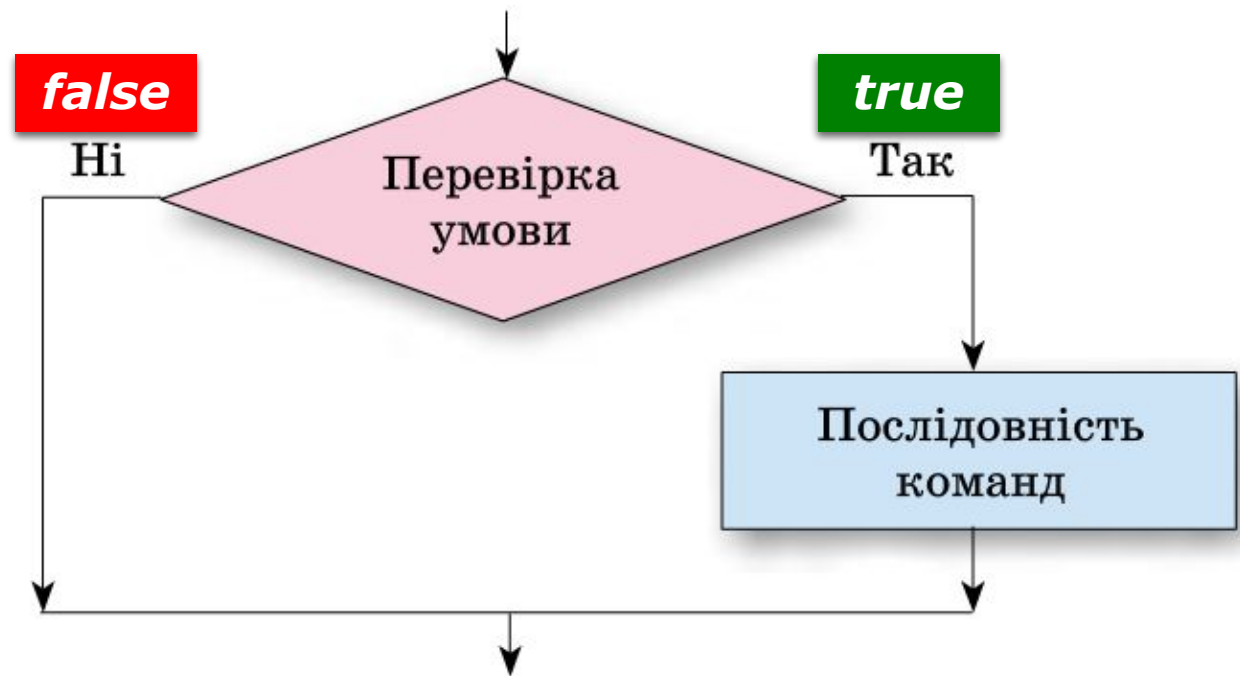 false
true
Ні
Так
Перевірка
умови
Послідовність
команд